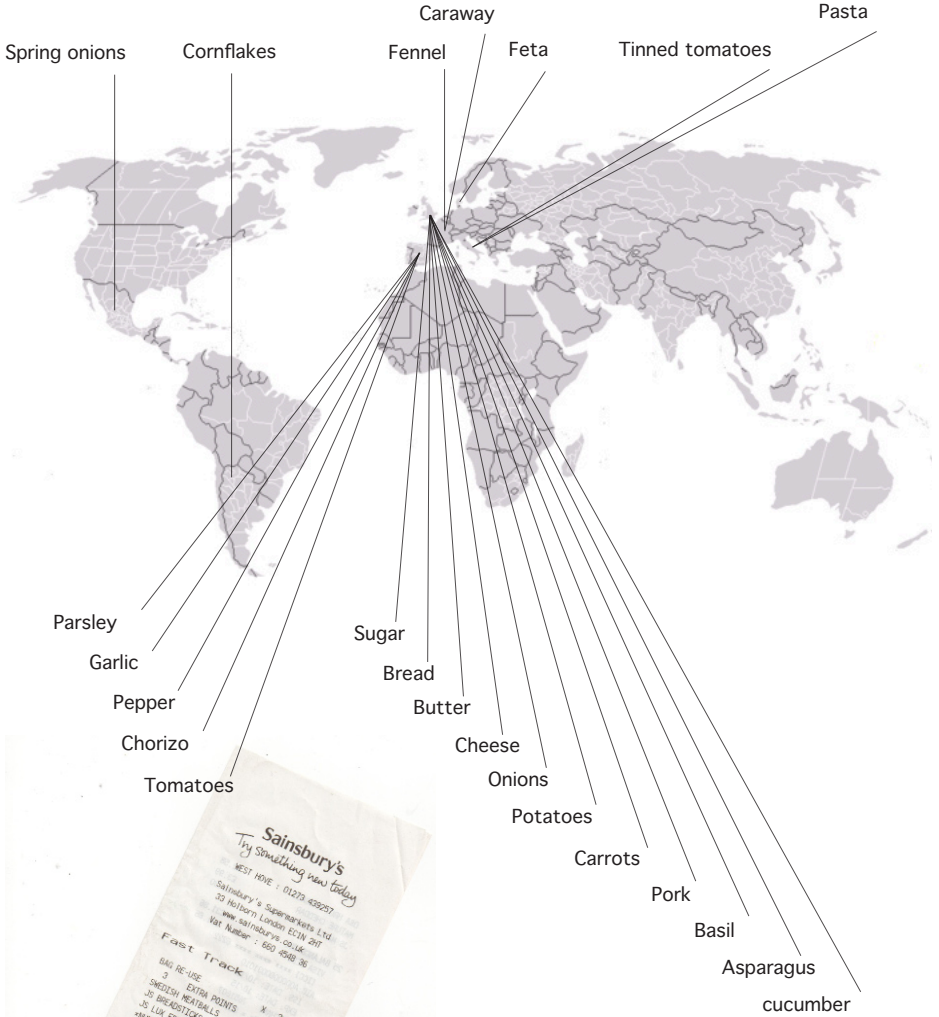 Caraway
Pasta
Spring onions
Cornflakes
Fennel
Feta
Tinned tomatoes
Parsley
Garlic
Pepper
Chorizo
Tomatoes
Sugar
Bread
Butter
Cheese
Onions
Potatoes
Carrots
Pork
Basil
Asparagus
cucumber
Sainsbury's
Try something new today
WEST HOVE : 01273 439257
Sainsbury's Supermarkets Ltd
33 Holborn London EC1N 2HT
www.sainsburys.co.uk
Vat Number : 660 4548 36
Fast Track
BAG RE-USE
3 EXTRA POINTS X
SWEDISH MEATBALLS
JS BREADSTICKS
JS LUX